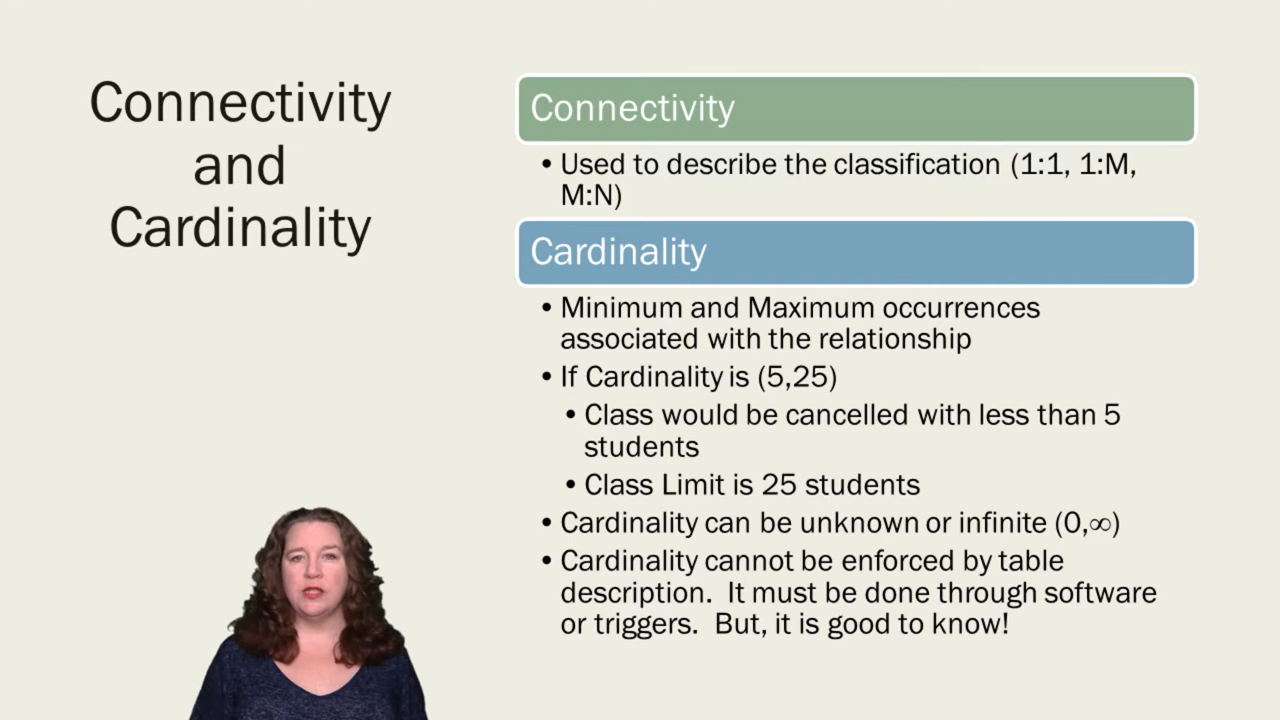 Connectivity
and
Cardinality
Connectivity
• Used to describe the classification (1:1, 1:M,
M:N)
Cardinality
• Minimum and Maximum occurrences
associated with the relationship
• If Cardinality is (5,25)
• Class would be cancelled with less than 5
students
• Class Limit is 25 students
• Cardinality can be unknown or infinite (0,∞)
• Cardinality cannot be enforced by table
description.  It must be done through software
or triggers.  But, it is good to know!